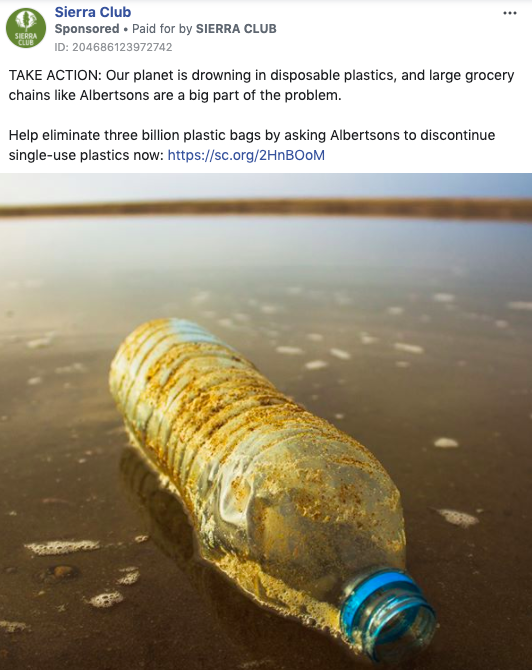 Sierra Club
Sponsored • Paid for by SIERRA CLUB
ID: 204686123972742
SIERRA
CLUB
TAKE ACTION: Our planet is drowning in disposable plastics, and large grocery
chains like Albertsons are a big part of the problem.
Help eliminate three billion plastic bags by asking Albertsons to discontinue
single-use plastics now: https://sc.org/2HnBOoM